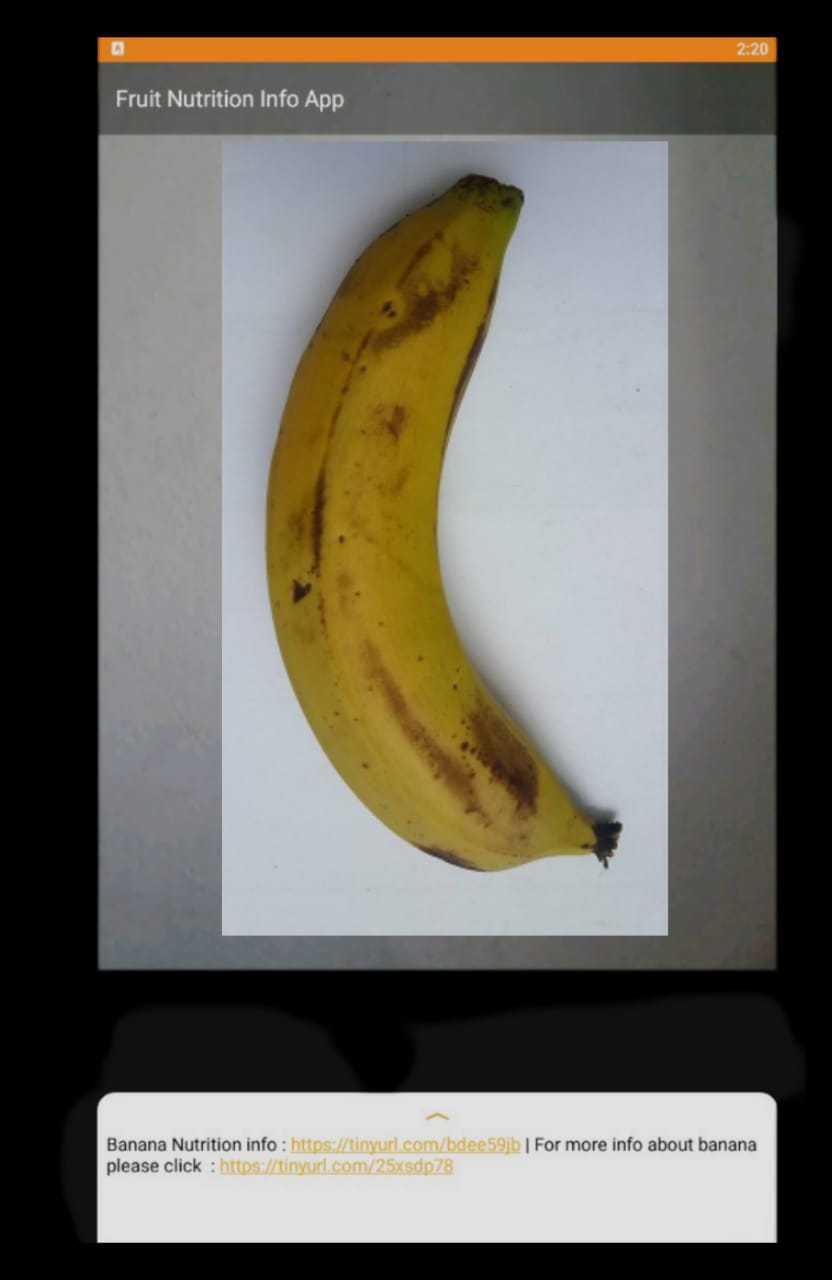 2:20
Fruit Nutrition Info App
Banana Nutrition info : https://tinyurl.com/bdee59jb | For more info about banana
please click : https://tinyurl.com/25xsdp78